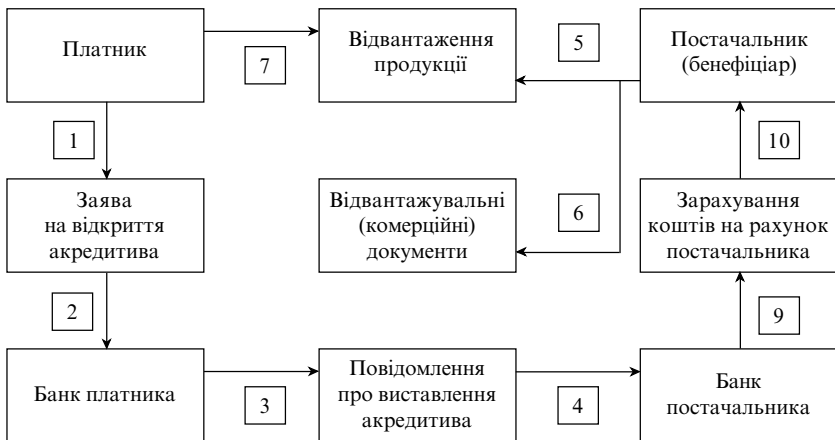 Платник
7
Відвантаження
продукції
5
Постачальник
(бенефіціар)
1
10
Заява
на відкриття
акредитива
Відвантажувальні
(комерційні)
документи
6
Зарахування
коштів на рахунок
постачальника
2
9
Банк платника
3
Повідомлення
про виставлення
акредитива
4
Банк
постачальника